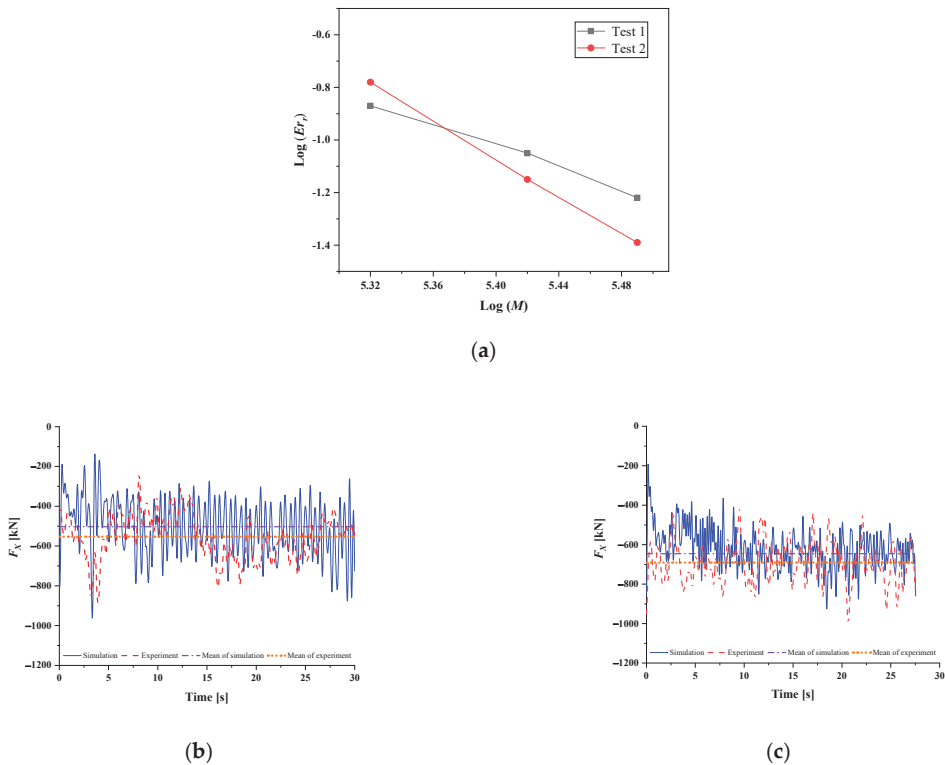 Test 1
Test 2
-0.6
-0.8
-1.0
-1.2
-1.4
Log (Er_r)
5.32 5.36 5.40 5.44 5.48
Log (M)
(a)
0
−200
−400
−600
−800
−1000
−1200
F_X [kN]
Simulation Experiment Mean of simulation Mean of experiment
0 5 10 15 20 25 30
Time [s]
(b)
0
−200
−400
−600
−800
−1000
−1200
F_X [kN]
Simulation Experiment Mean of simulation Mean of experiment
0 5 10 15 20 25 30
Time [s]
(c)